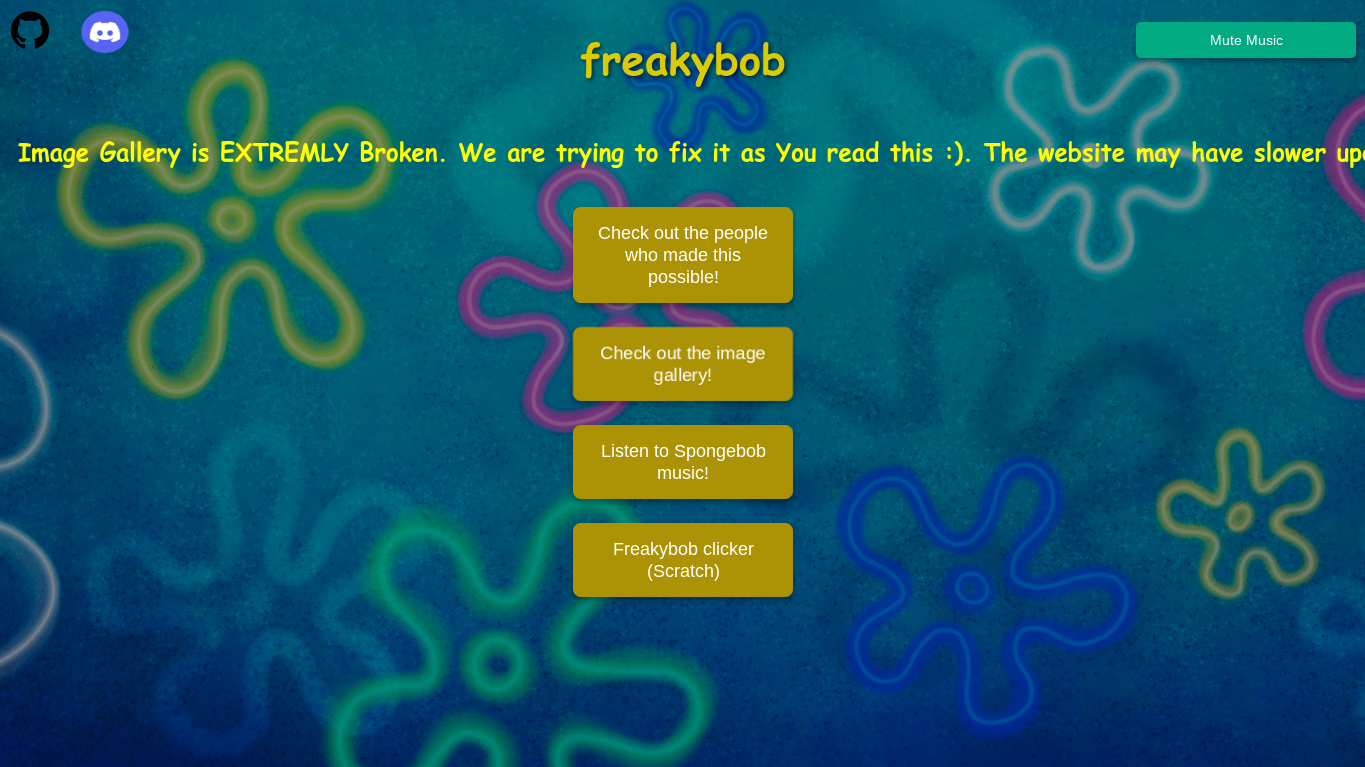 freakybob
Mute Music
Image Gallery is EXTREMLY Broken. We are trying to fix it as You read this :). The website may have slower
Check out the people
who made this
possible!
Check out the image
gallery!
Listen to Spongebob
music!
Freakybob clicker
(Scratch)